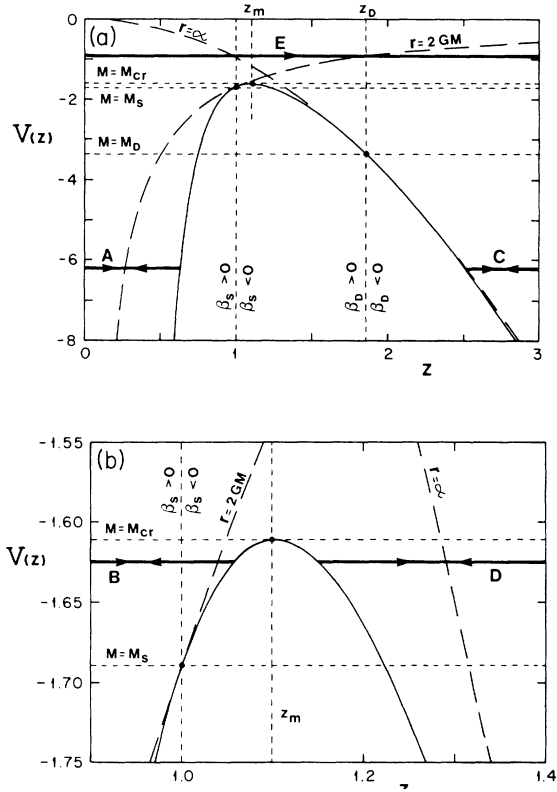 z_m z_D
(a)
0
r=α
E
r=2GM
M=M_cr
-2
M=M_S
V(z)
M=M_D
-4
-6
A
C
β_S > 0
β_S < 0
β_D > 0
β_D < 0
-8
0 1 2 3
z
-1.55
(b)
β_S > 0
β_S < 0
r=2GM
r=α
M=M_cr
-1.60
V(z)
B
D
-1.65
M=M_S
-1.70
z_m
-1.75
1.0 1.2 1.4